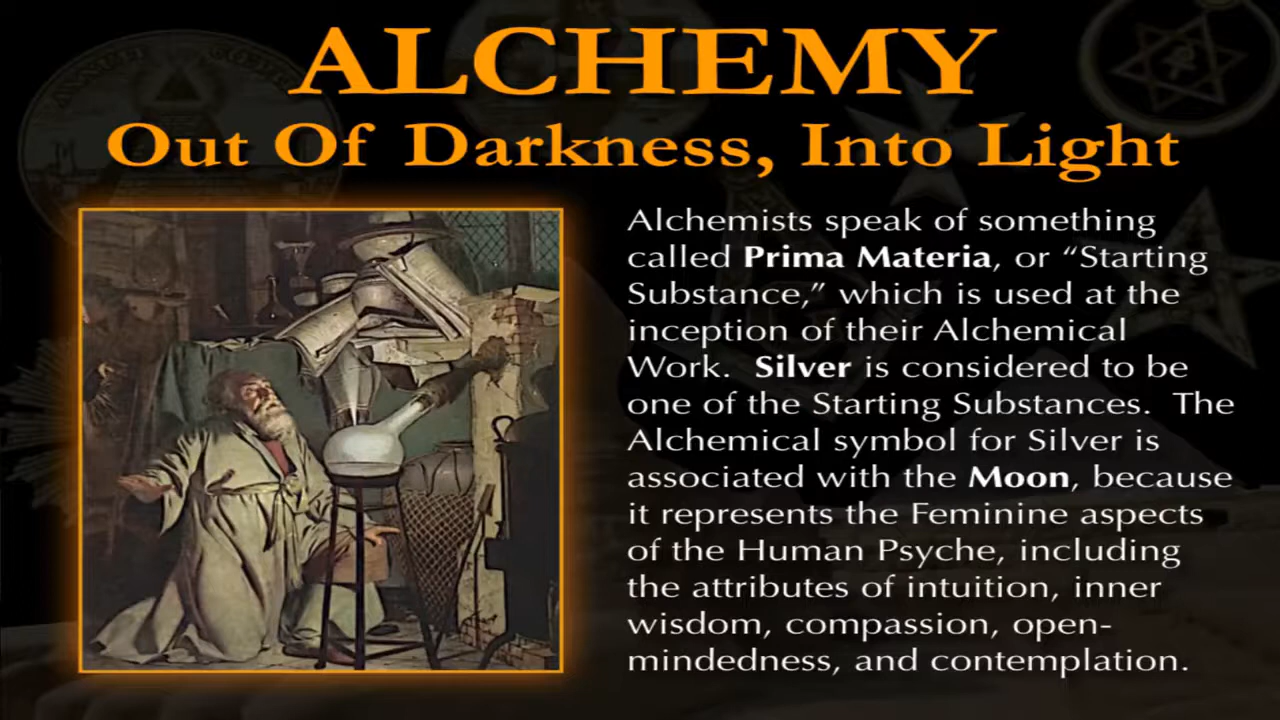 ALCHEMY
Out Of Darkness, Into Light
Alchemists speak of something
called Prima Materia, or “Starting
Substance,” which is used at the
inception of their Alchemical
Work.  Silver is considered to be
one of the Starting Substances.  The
Alchemical symbol for Silver is
associated with the Moon, because
it represents the Feminine aspects
of the Human Psyche, including
the attributes of intuition, inner
wisdom, compassion, open-
mindedness, and contemplation.